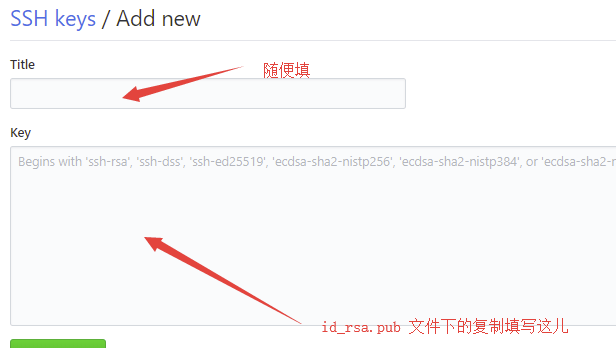 SSH keys / Add new
Title
随便填
Key
Begins with 'ssh-rsa', 'ssh-dss', 'ssh-ed25519', 'ecdsa-sha2-nistp256', 'ecdsa-sha2-nistp384', or 'ecdsa-sha2-n
id_rsa.pub 文件下的复制填写这儿